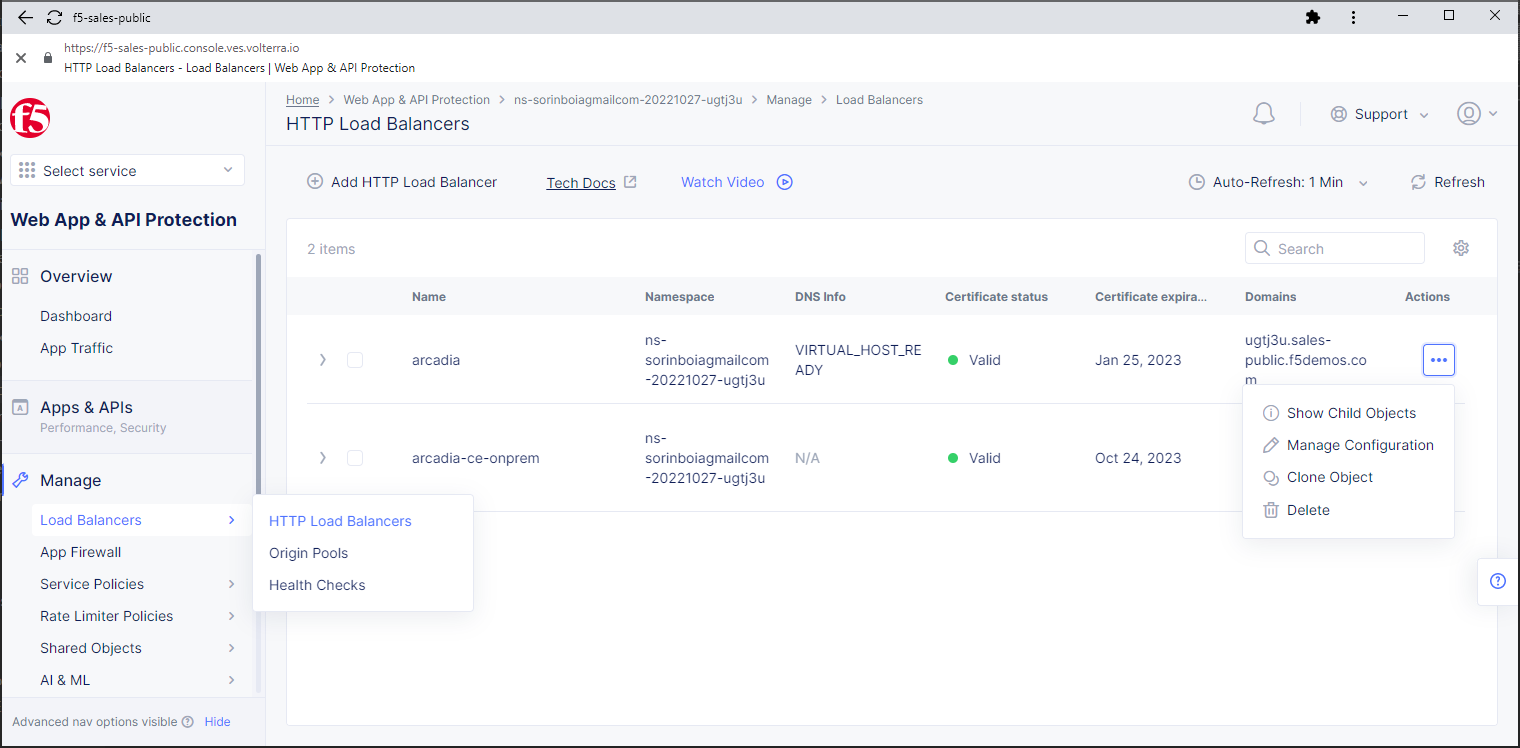 f5-sales-public
https://f5-sales-public.console.ves.volterra.io
HTTP Load Balancers - Load Balancers | Web App & API Protection
f5
Select service
Web App & API Protection
Overview
Dashboard
App Traffic
Apps & APIs
Performance, Security
Manage
Load Balancers
App Firewall
Service Policies
Rate Limiter Policies
Shared Objects
AI & ML
Advanced nav options visible
Hide
HTTP Load Balancers
Origin Pools
Health Checks
Home > Web App & API Protection > ns-sorinboiagmailcom-20221027-ugtj3u > Manage > Load Balancers
HTTP Load Balancers
Support
Add HTTP Load Balancer
Tech Docs
Watch Video
Auto-Refresh: 1 Min
Refresh
2 items
Search
Name Namespace DNS Info Certificate status Certificate expira... Domains Actions
arcadia
ns-
sorinboiagmailcom
-20221027-ugtj3u
VIRTUAL_HOST_RE
ADY
Valid
Jan 25, 2023
ugtj3u.sales-
public.f5demos.co
m
arcadia-ce-onprem
ns-
sorinboiagmailcom
-20221027-ugtj3u
N/A
Valid
Oct 24, 2023
Show Child Objects
Manage Configuration
Clone Object
Delete